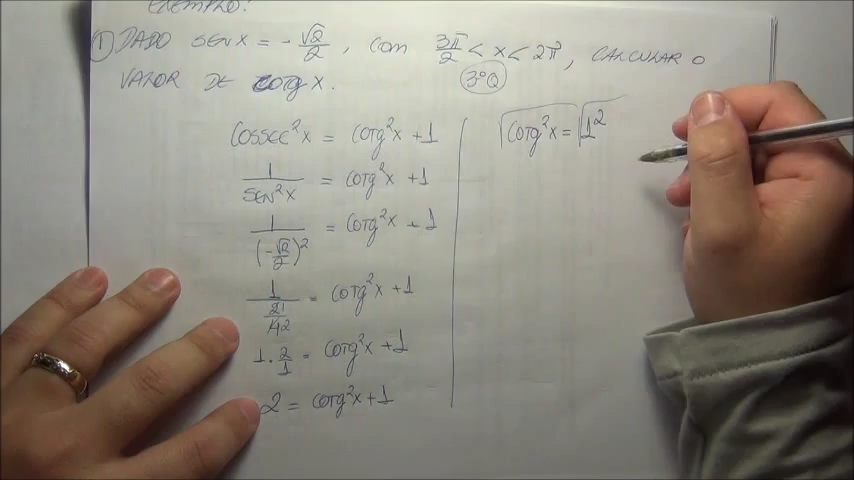 EXEMPLO:
1 DADO SEN X = - √2/2 , COM 3π/2 < X < 2π , CALCULAR O
VALOR DE COTG X.
3ºQ
COSSEC²X = COTG²X + 1
1/SEN²X = COTG²X + 1
1/(-√2/2)² = COTG²X + 1
1/(2/4) = COTG²X + 1
1 · 2/1 = COTG²X + 1
2 = COTG²X + 1
√COTG²X = √1²